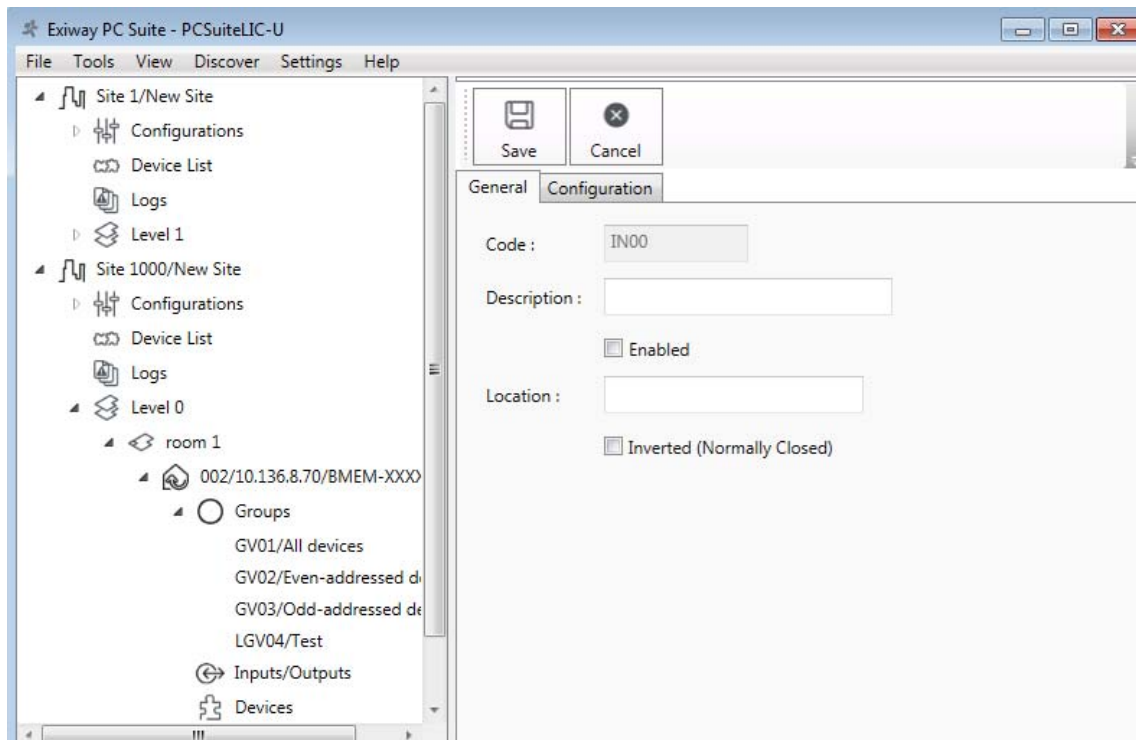 Exiway PC Suite - PCSuiteLIC-U
File Tools View Discover Settings Help
Site 1/New Site
Configurations
Device List
Logs
Level 1
Site 1000/New Site
Configurations
Device List
Logs
Level 0
room 1
002/10.136.8.70/BMEM-XXX
Groups
GV01/All devices
GV02/Even-addressed d
GV03/Odd-addressed de
LGV04/Test
Inputs/Outputs
Devices
Save Cancel
General Configuration
Code : IN00
Description :
Enabled
Location :
Inverted (Normally Closed)